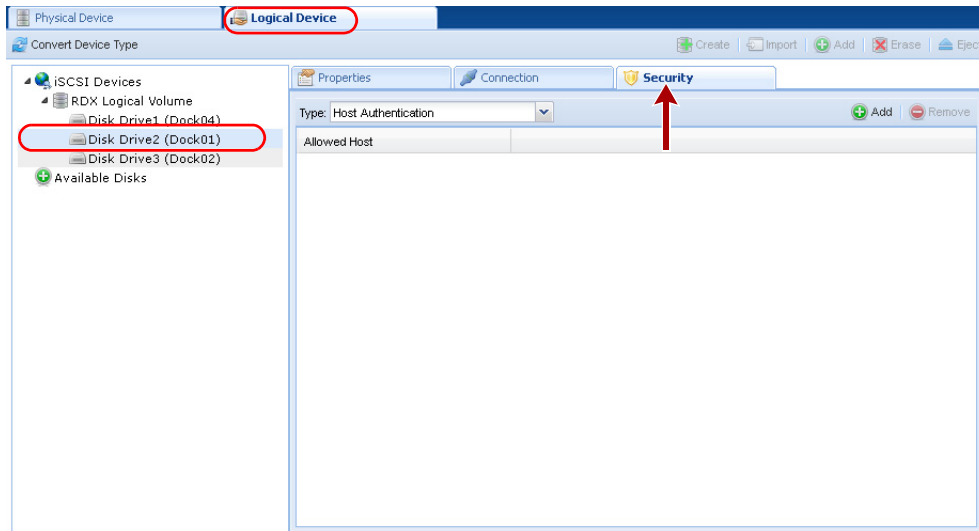 Physical Device
Logical Device
Convert Device Type
Create
Import
Add
Erase
Ejec
iSCSI Devices
RDX Logical Volume
Disk Drive1 (Dock04)
Disk Drive2 (Dock01)
Disk Drive3 (Dock02)
Available Disks
Properties
Connection
Security
Type: Host Authentication
Add
Remove
Allowed Host